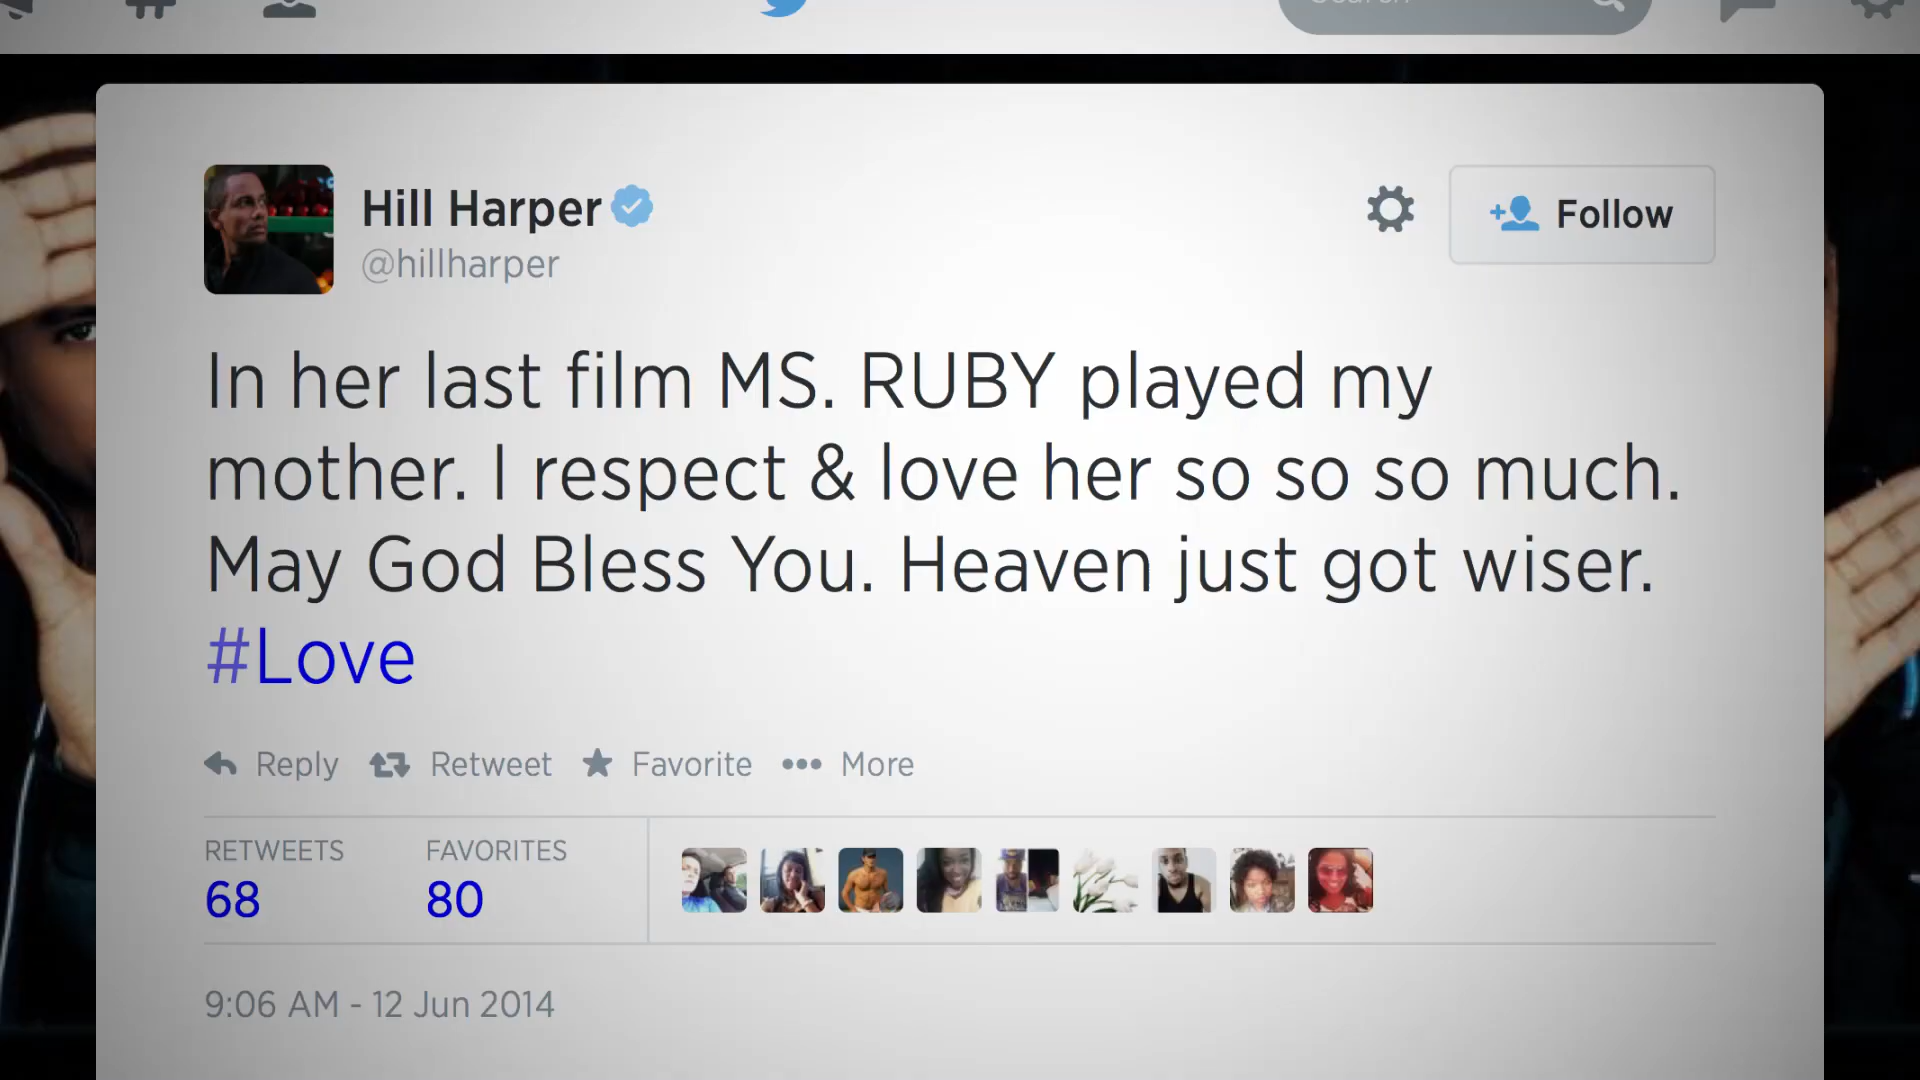 Hill Harper
@hillharper
Follow
In her last film MS. RUBY played my
mother. I respect & love her so so so much.
May God Bless You. Heaven just got wiser.
#Love
Reply Retweet Favorite More
RETWEETS FAVORITES
68 80
9:06 AM - 12 Jun 2014